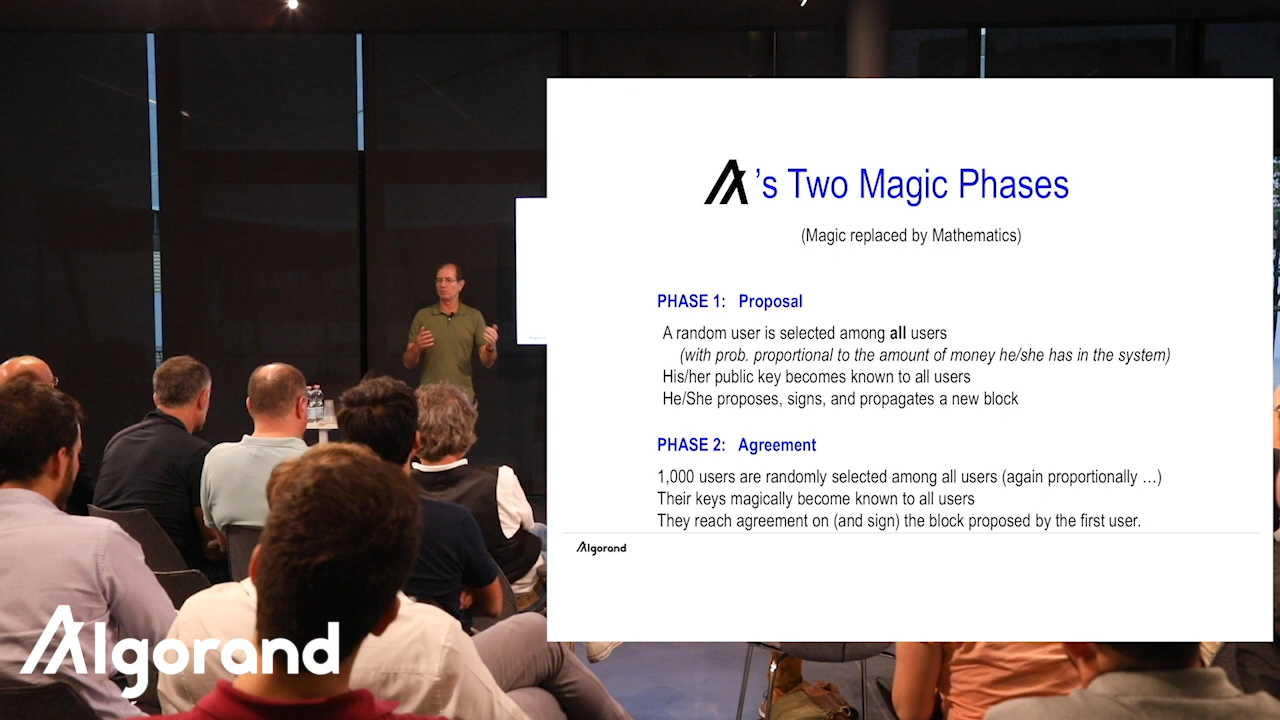 's Two Magic Phases
(Magic replaced by Mathematics)
PHASE 1: Proposal
A random user is selected among all users
(with prob. proportional to the amount of money he/she has in the system)
His/her public key becomes known to all users
He/She proposes, signs, and propagates a new block
PHASE 2: Agreement
1,000 users are randomly selected among all users (again proportionally …)
Their keys magically become known to all users
They reach agreement on (and sign) the block proposed by the first user.
Algorand
Algorand